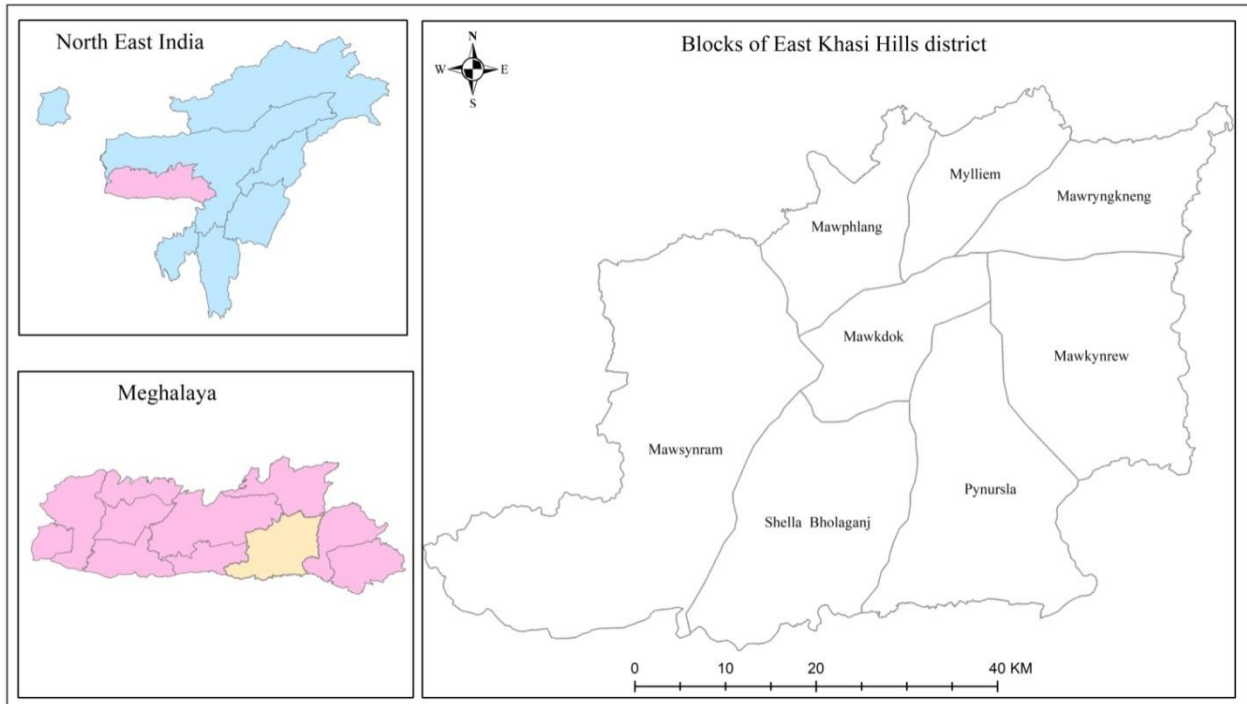 North East India
Meghalaya
Blocks of East Khasi Hills district
N
W E
S
Mylliem
Mawryngkneng
Mawphlang
Mawkdok
Mawkynrew
Mawsynram
Pynursla
Shella Bholaganj
0 10 20 40 KM